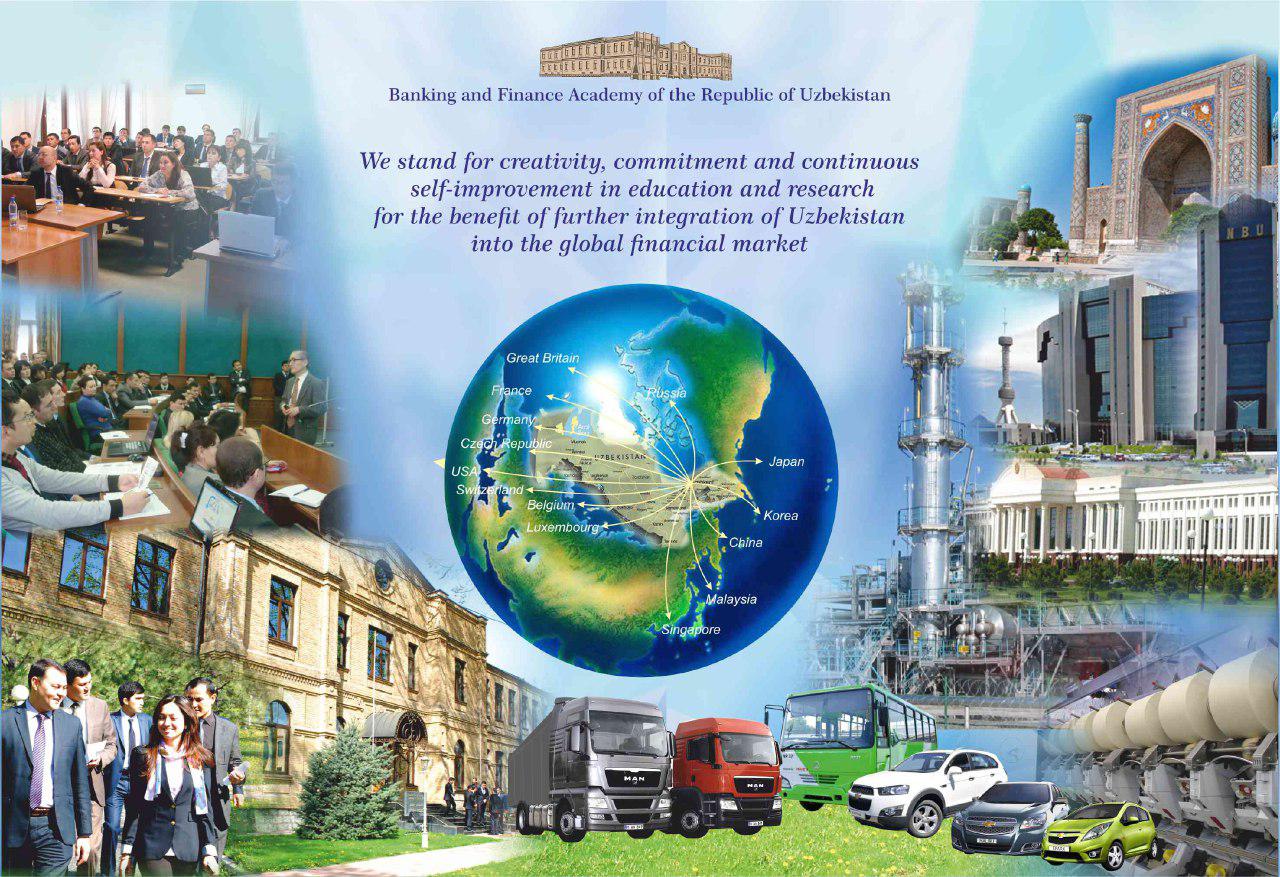 Banking and Finance Academy of the Republic of Uzbekistan
We stand for creativity, commitment and continuous
self-improvement in education and research
for the benefit of further integration of Uzbekistan
into the global financial market
NBU
Great Britain
France
Russia
Germany
Czech Republic
UZBEKISTAN
USA
Japan
Switzerland
Belgium
Korea
Luxembourg
China
Malaysia
Singapore
MAN
MAN